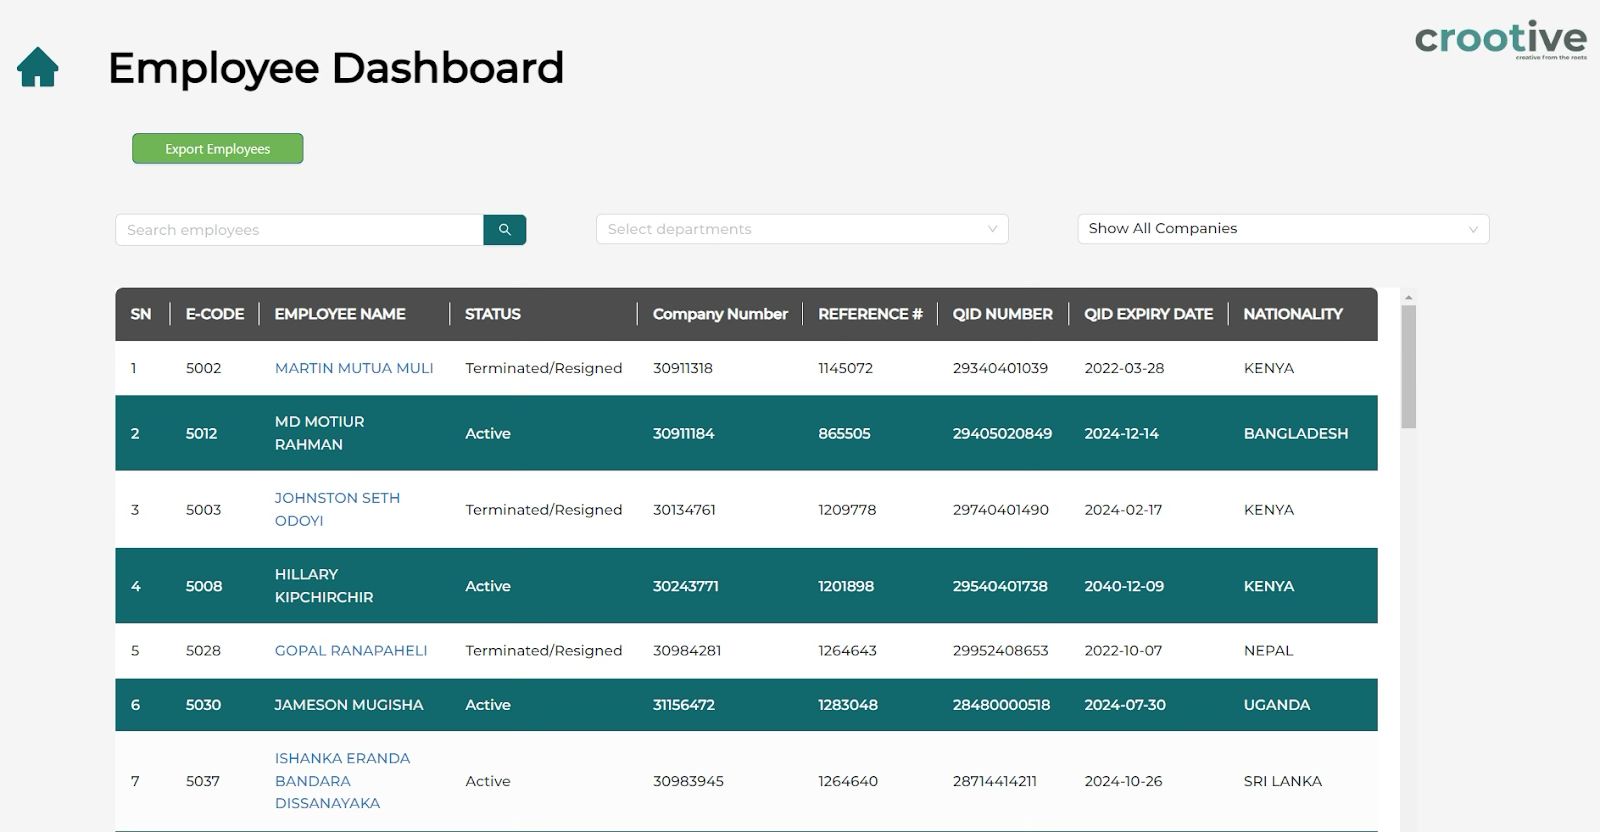 crootive
creative from the roots
Employee Dashboard
Export Employees
Search employees
Select departments
Show All Companies
SN E-CODE EMPLOYEE NAME STATUS Company Number REFERENCE # QID NUMBER QID EXPIRY DATE NATIONALITY
1 5002 MARTIN MUTUA MULI Terminated/Resigned 30911318 1145072 29340401039 2022-03-28 KENYA
MD MOTIUR
2 5012 Active 30911184 865505 29405020849 2024-12-14 BANGLADESH
RAHMAN
JOHNSTON SETH
3 5003 Terminated/Resigned 30134761 1209778 29740401490 2024-02-17 KENYA
ODOYI
HILLARY
4 5008 Active 30243771 1201898 29540401738 2040-12-09 KENYA
KIPCHIRCHIR
5 5028 GOPAL RANAPAHELI Terminated/Resigned 30984281 1264643 29952408653 2022-10-07 NEPAL
6 5030 JAMESON MUGISHA Active 31156472 1283048 28480000518 2024-07-30 UGANDA
ISHANKA ERANDA
7 5037 BANDARA Active 30983945 1264640 28714414211 2024-10-26 SRI LANKA
DISSANAYAKA